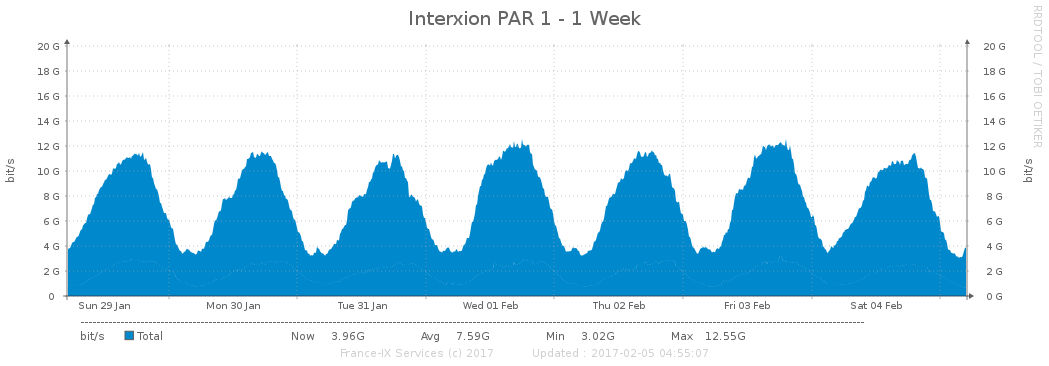 Interxion PAR 1 - 1 Week
RRDTOOL / TOBI OETIKER
bit/s
20 G
18 G
16 G
14 G
12 G
10 G
8 G
6 G
4 G
2 G
0
20 G
18 G
16 G
14 G
12 G
10 G
8 G
6 G
4 G
2 G
0 G
bit/s
Sun 29 Jan Mon 30 Jan Tue 31 Jan Wed 01 Feb Thu 02 Feb Fri 03 Feb Sat 04 Feb
bit/s Total Now 3.96G Avg 7.59G Min 3.02G Max 12.55G
France-IX Services (c) 2017 Updated : 2017-02-05 04:55:07